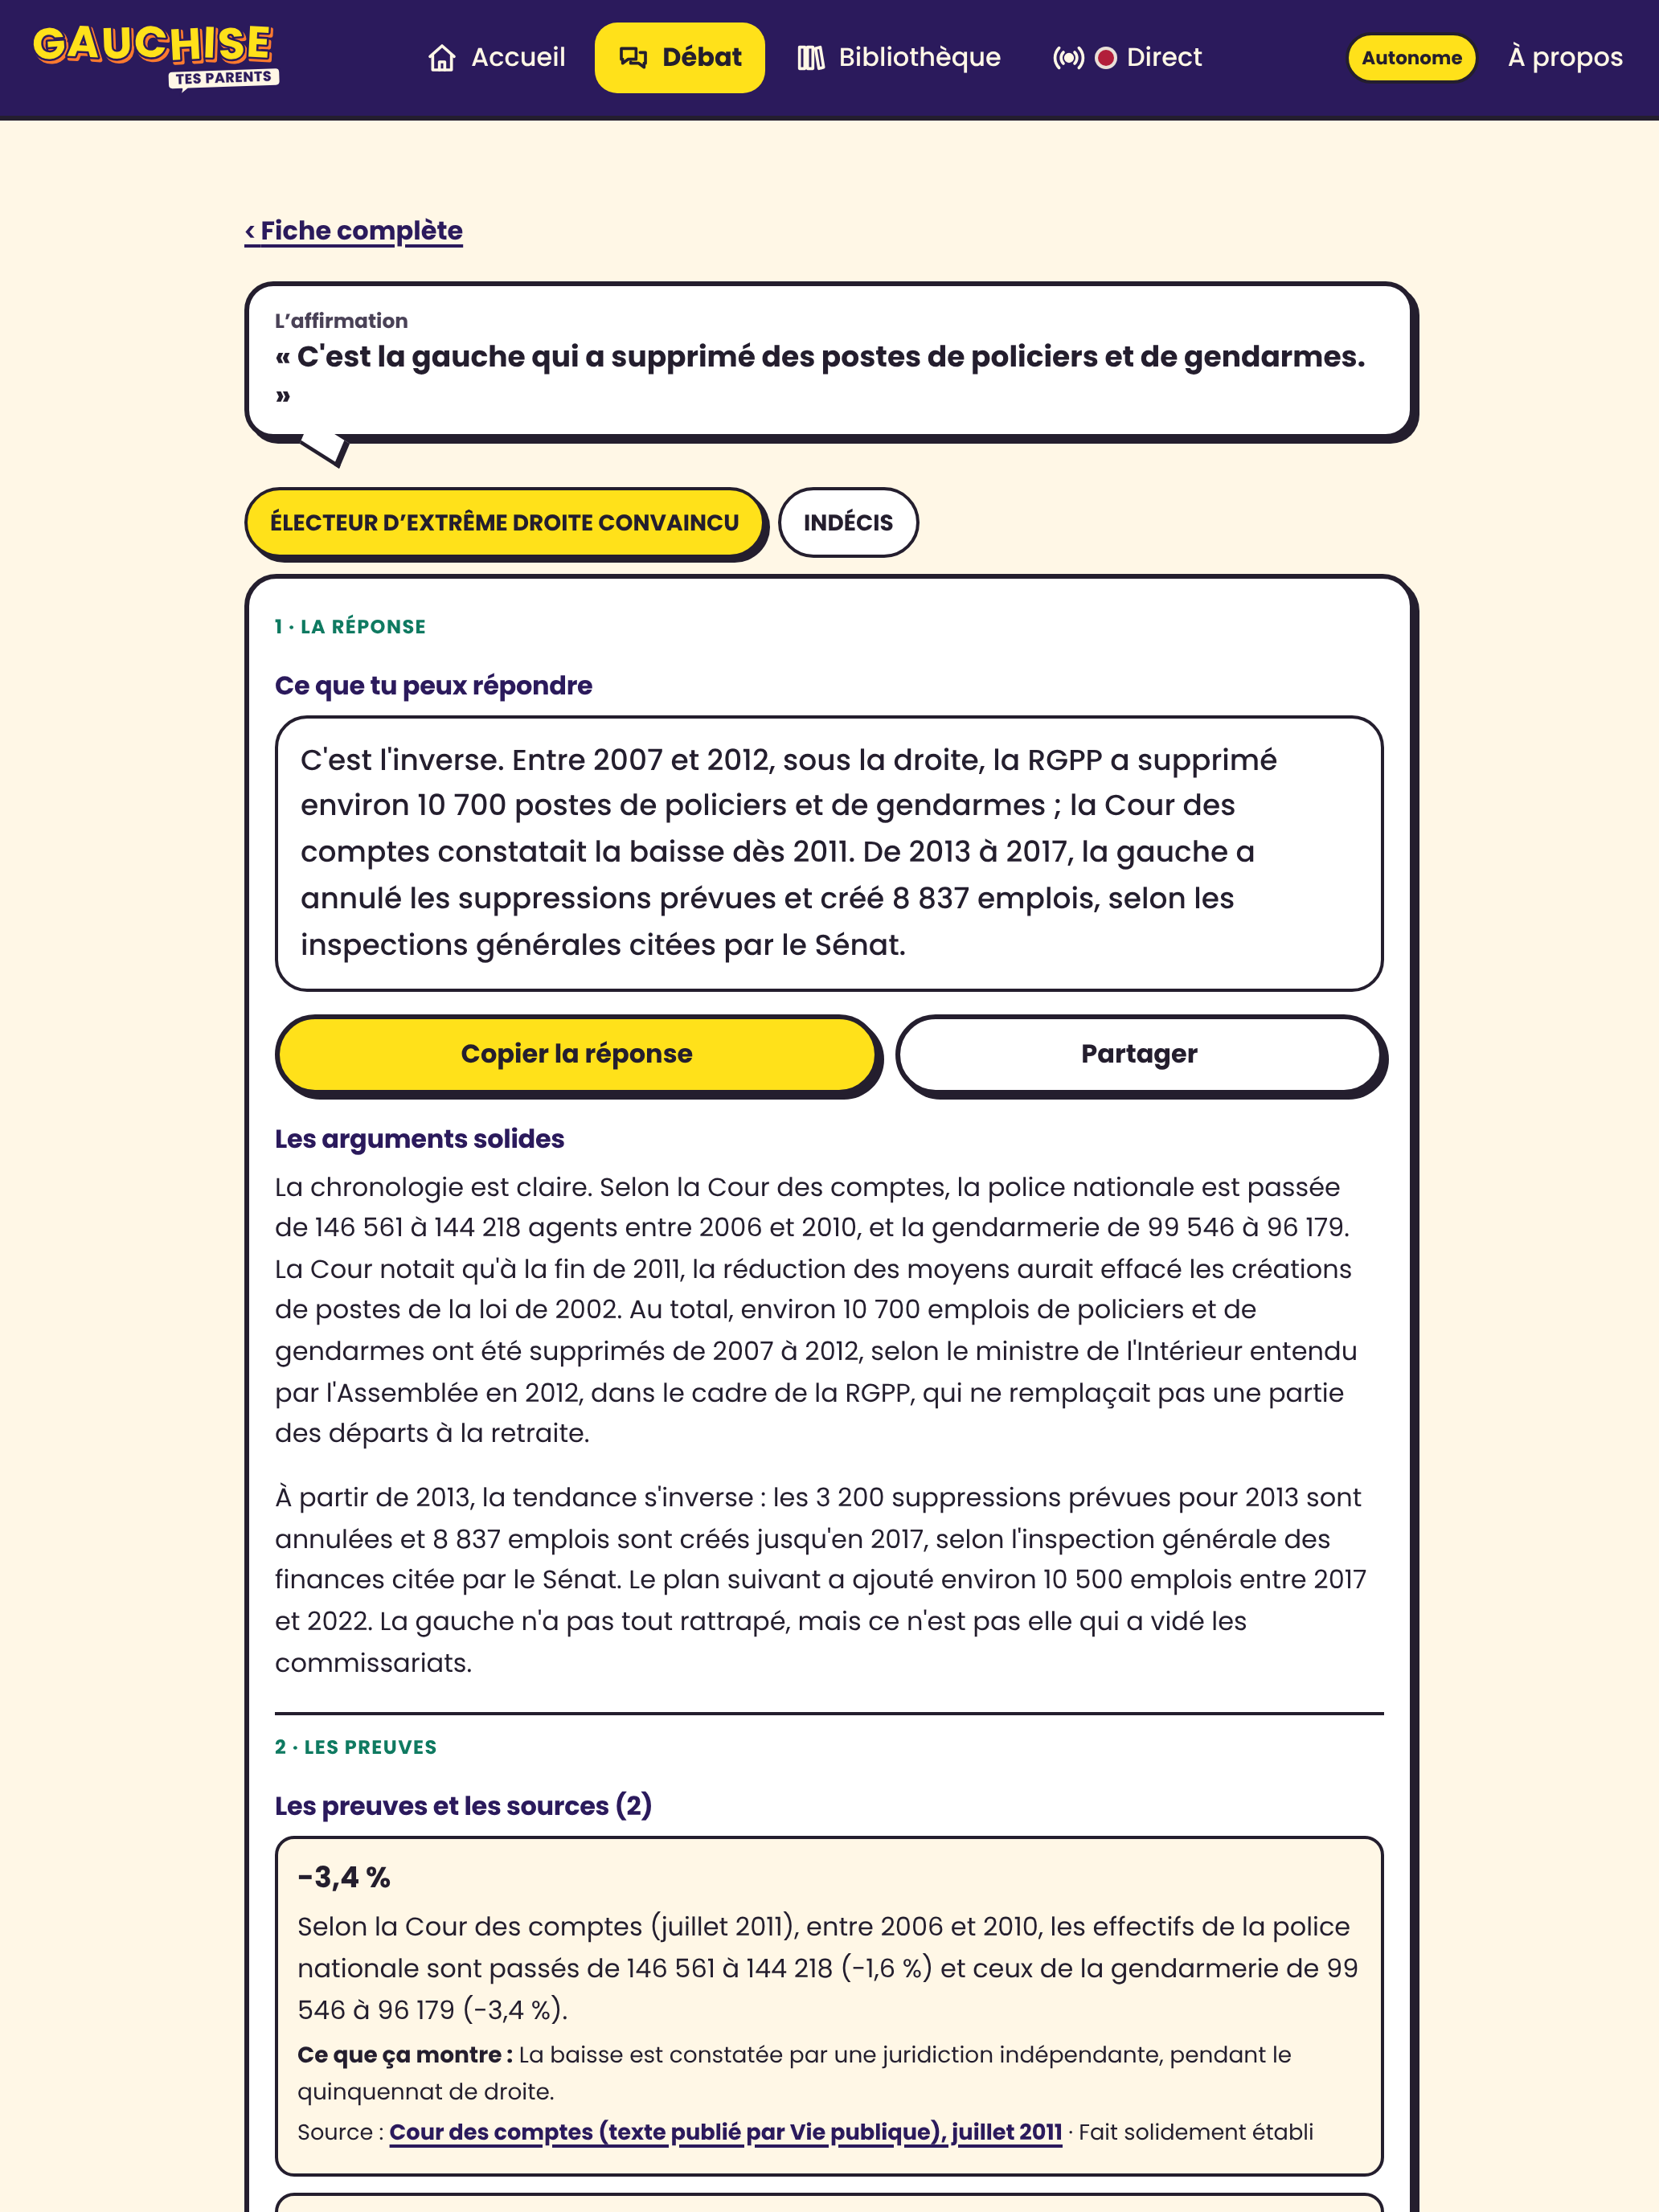 GAUCHISE
TES PARENTS
Accueil
Débat
Bibliothèque
Direct
Autonome
À propos
‹ Fiche complète
L’affirmation
« C'est la gauche qui a supprimé des postes de policiers et de gendarmes.
»
ÉLECTEUR D’EXTRÊME DROITE CONVAINCU
INDÉCIS
1 · LA RÉPONSE
Ce que tu peux répondre
C'est l'inverse. Entre 2007 et 2012, sous la droite, la RGPP a supprimé
environ 10 700 postes de policiers et de gendarmes ; la Cour des
comptes constatait la baisse dès 2011. De 2013 à 2017, la gauche a
annulé les suppressions prévues et créé 8 837 emplois, selon les
inspections générales citées par le Sénat.
Copier la réponse
Partager
Les arguments solides
La chronologie est claire. Selon la Cour des comptes, la police nationale est passée
de 146 561 à 144 218 agents entre 2006 et 2010, et la gendarmerie de 99 546 à 96 179.
La Cour notait qu'à la fin de 2011, la réduction des moyens aurait effacé les créations
de postes de la loi de 2002. Au total, environ 10 700 emplois de policiers et de
gendarmes ont été supprimés de 2007 à 2012, selon le ministre de l'Intérieur entendu
par l'Assemblée en 2012, dans le cadre de la RGPP, qui ne remplaçait pas une partie
des départs à la retraite.
À partir de 2013, la tendance s'inverse : les 3 200 suppressions prévues pour 2013 sont
annulées et 8 837 emplois sont créés jusqu'en 2017, selon l'inspection générale des
finances citée par le Sénat. Le plan suivant a ajouté environ 10 500 emplois entre 2017
et 2022. La gauche n'a pas tout rattrapé, mais ce n'est pas elle qui a vidé les
commissariats.
2 · LES PREUVES
Les preuves et les sources (2)
−3,4 %
Selon la Cour des comptes (juillet 2011), entre 2006 et 2010, les effectifs de la police
nationale sont passés de 146 561 à 144 218 (−1,6 %) et ceux de la gendarmerie de 99
546 à 96 179 (−3,4 %).
Ce que ça montre : La baisse est constatée par une juridiction indépendante, pendant le
quinquennat de droite.
Source : Cour des comptes (texte publié par Vie publique), juillet 2011 · Fait solidement établi